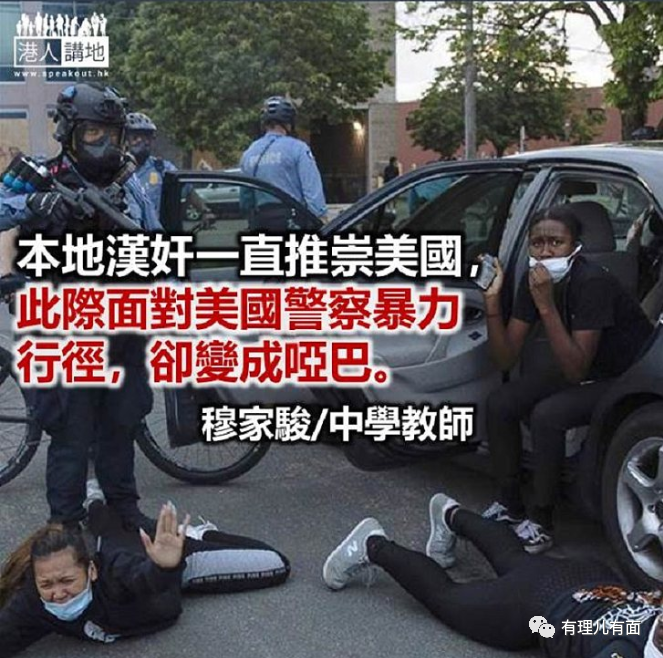 港人講地
www.speakout.hk
POLICE
本地漢奸一直推崇美國，
此際面對美國警察暴力
行徑，卻變成啞巴。
穆家駿/中學教師
有理儿有面